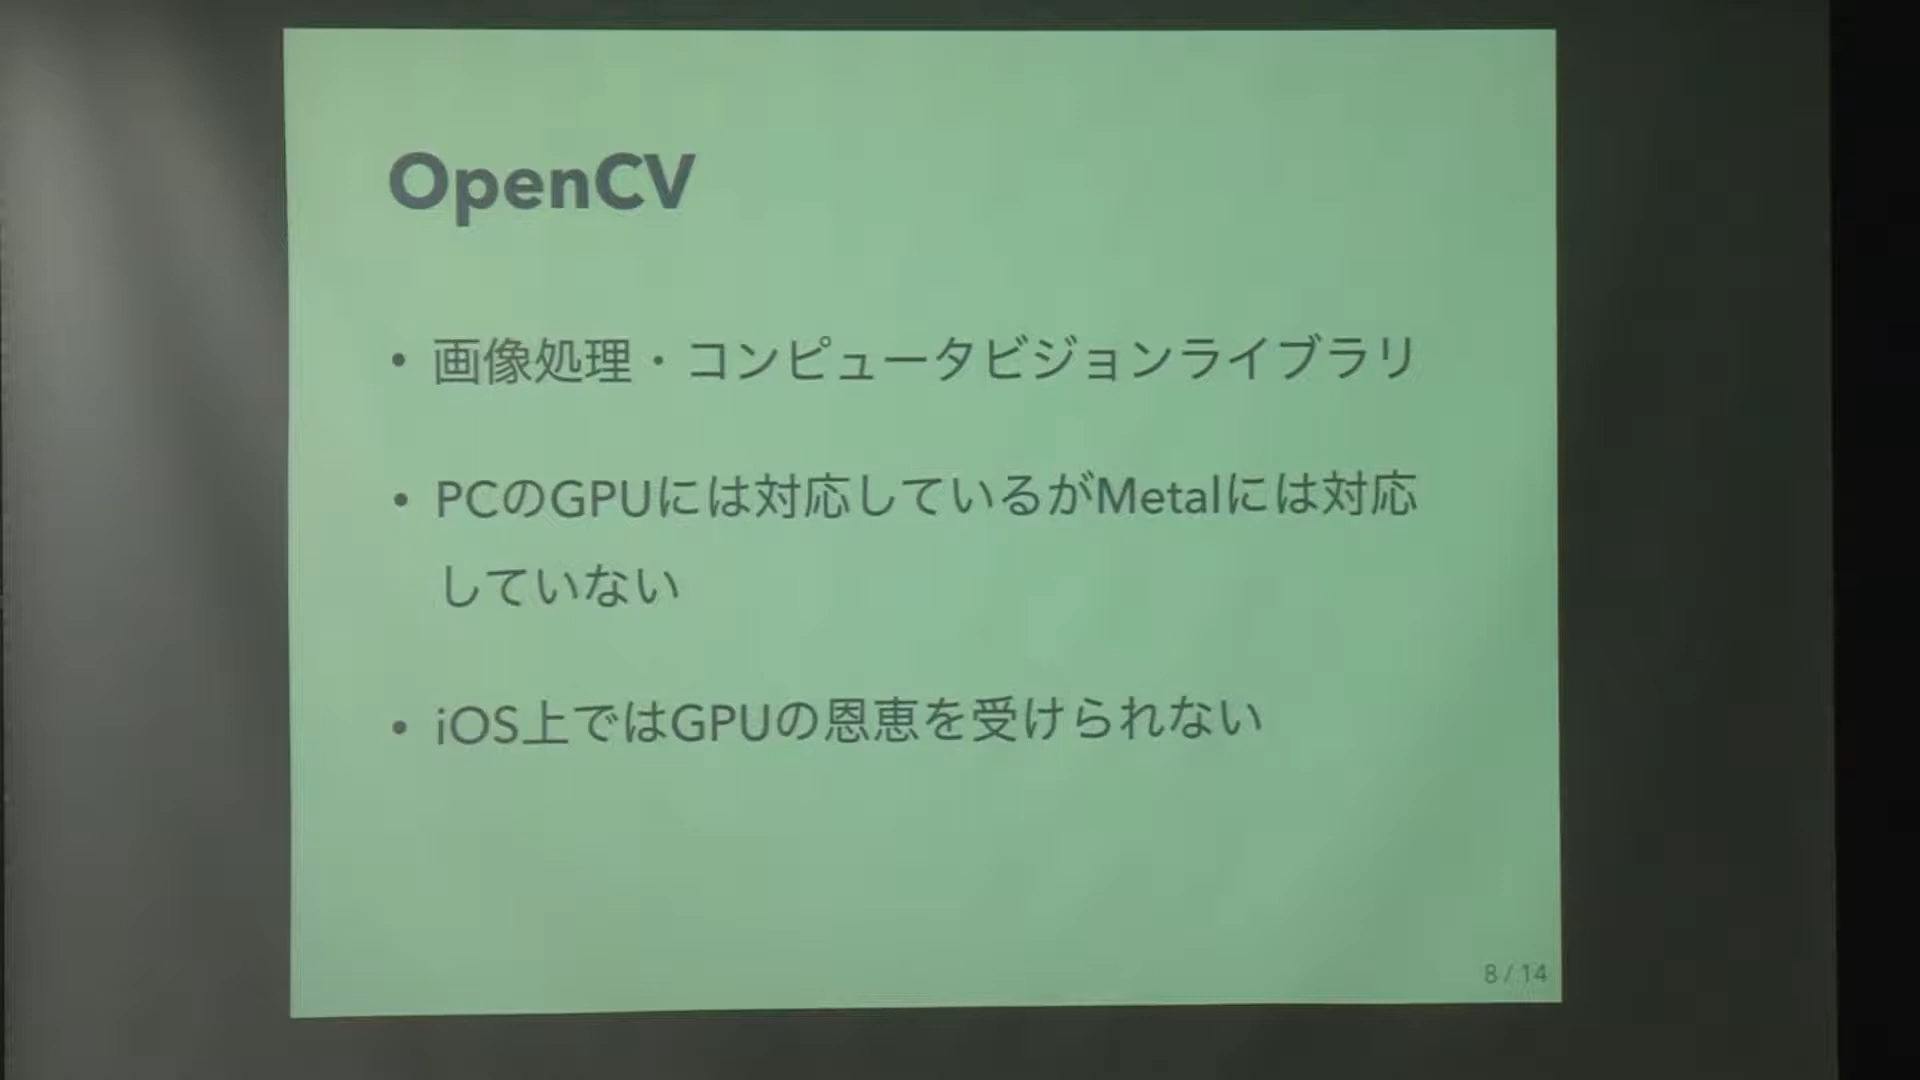 OpenCV
• 画像処理・コンピュータビジョンライブラリ
• PCのGPUには対応しているがMetalには対応
していない
• iOS上ではGPUの恩恵を受けられない
8 / 14